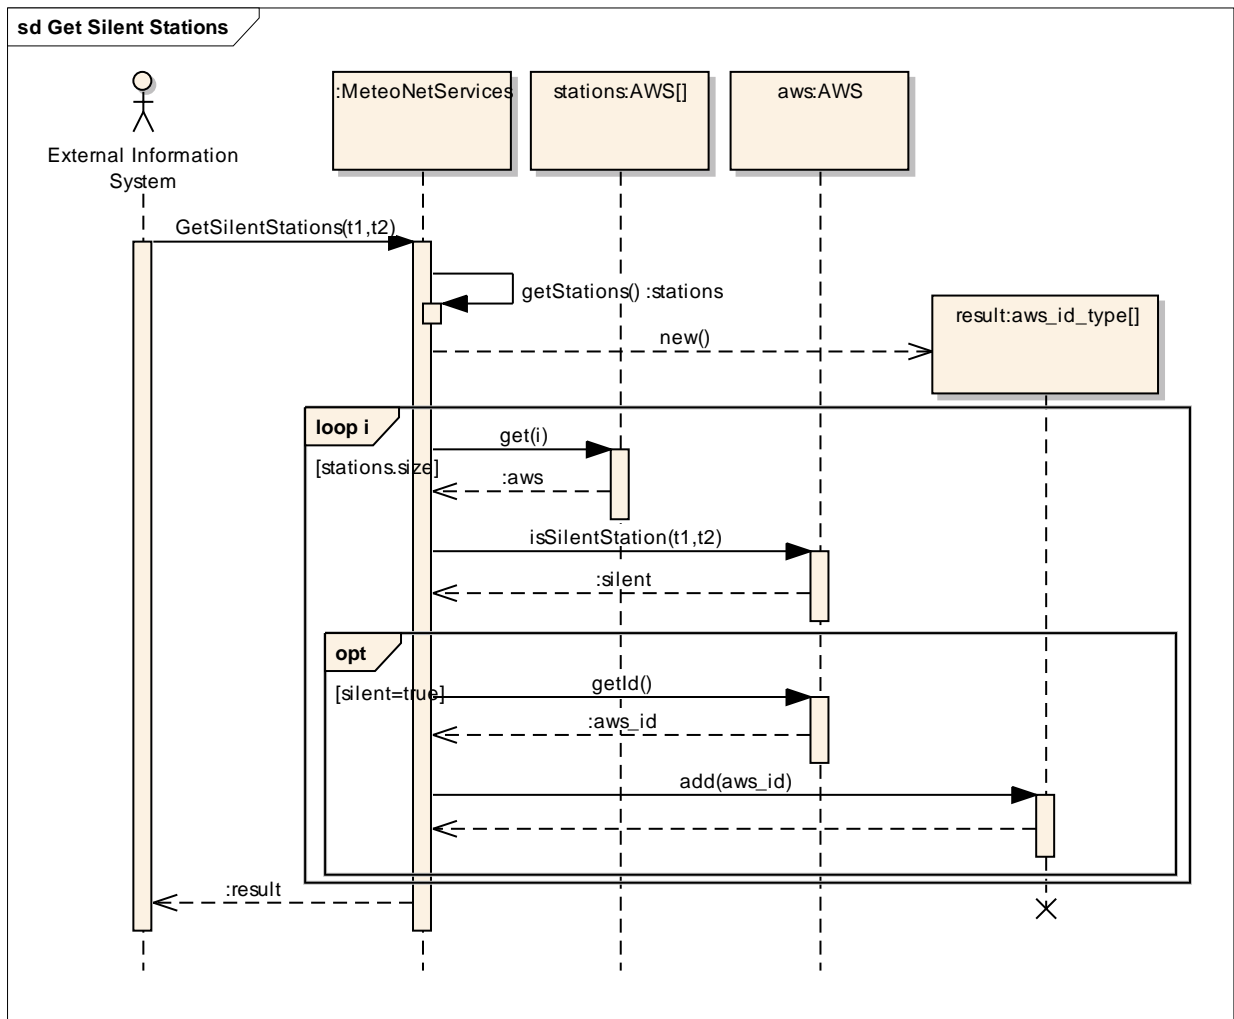 sd Get Silent Stations
External Information
System
:MeteoNetServices
stations:AWS[]
aws:AWS
GetSilentStations(t1,t2)
getStations() :stations
result:aws_id_type[]
new()
loop i
[stations.size]
get(i)
:aws
isSilentStation(t1,t2)
:silent
opt
[silent=true]
getId()
:aws_id
add(aws_id)
:result